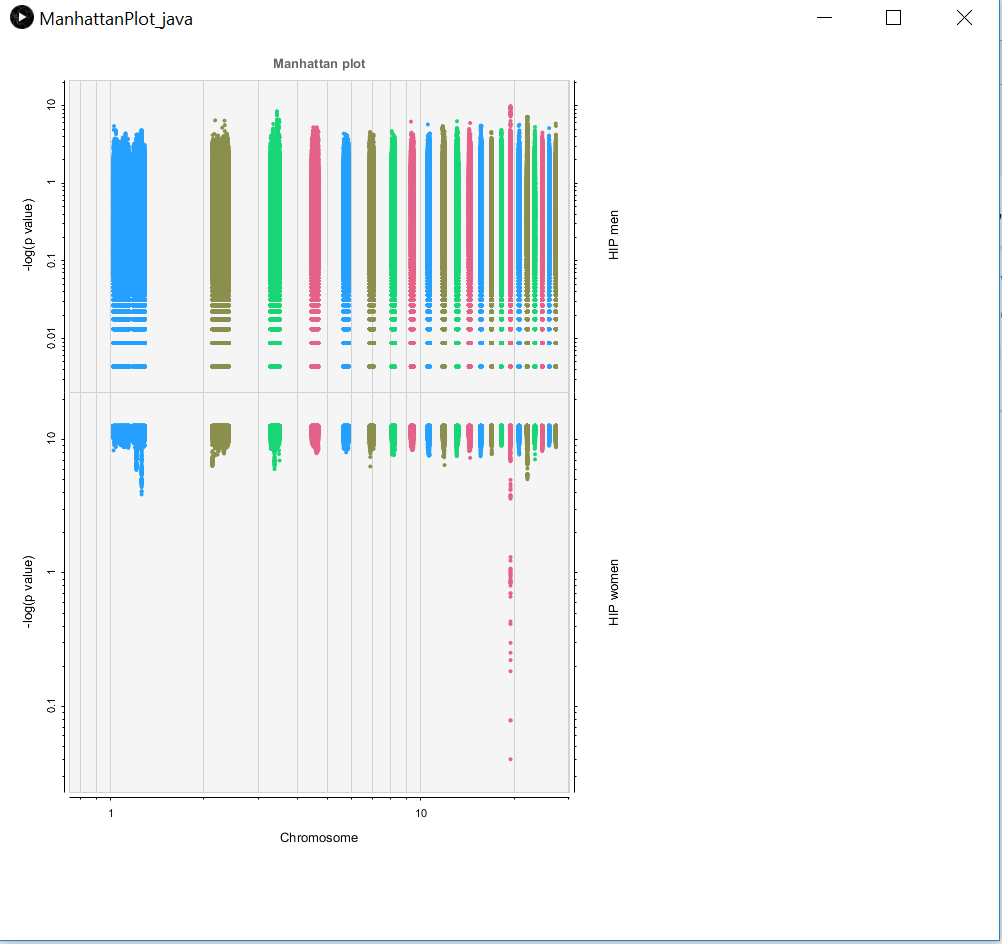 ManhattanPlot_java
Manhattan plot
10
1
0.1
0.01
-log(p value)
HIP men
10
1
0.1
-log(p value)
HIP women
1
10
Chromosome